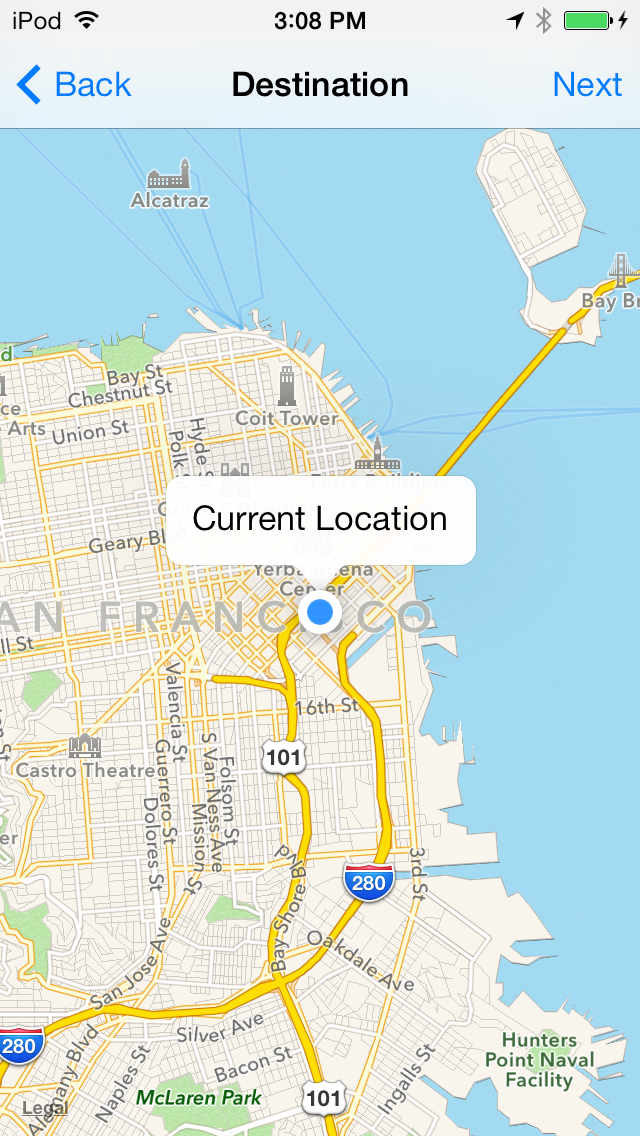 iPod
3:08 PM
Back
Destination
Next
Alcatraz
Bay Br
d
Bay St
Chestnut St
ce
Arts
Union St
Hyde
Polk
Coit Tower
Geary Bl
Current Location
Yerba Buena
Center
AN FRANCISCO
ll St
16th St
Valencia St
Castro Theatre
101
Guerrero St
Dolores St
S Van Ness Ave
Folsom St
Mission S
er
280
3rd St
Bay Shore Blvd
Oakdale Ave
San Jose Ave
280
Silver Ave
Alemany Blvd
Naples St
Bacon St
Ingalls St
Hunters
Point Naval
Facility
McLaren Park
101
Legal